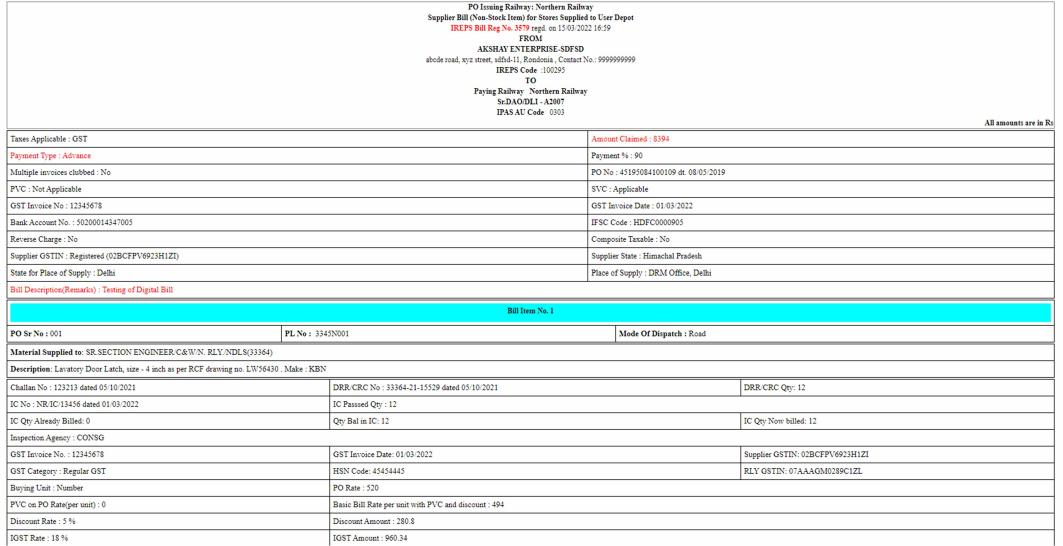 PO Issuing Railway: Northern Railway
Supplier Bill (Non-Stock Item) for Stores Supplied to User Depot
IREPS Bill Reg No. 3579 regd. on 15/03/2022 16:59
FROM
AKSHAY ENTERPRISE-SDFSD
abcde road, xyz street, sdfsd-11, Rondonia , Contact No.: 9999999999
IREPS Code :100295
TO
Paying Railway Northern Railway
Sr.DAO/DLI - A2007
IPAS AU Code 0303
All amounts are in Rs
Taxes Applicable : GST Amount Claimed : 8394
Payment Type : Advance Payment % : 90
Multiple invoices clubbed : No PO No : 45195084100109 dt. 08/05/2019
PVC : Not Applicable SVC : Applicable
GST Invoice No : 12345678 GST Invoice Date : 01/03/2022
Bank Account No. : 50200014347005 IFSC Code : HDFC0000905
Reverse Charge : No Composite Taxable : No
Supplier GSTIN : Registered (02BCFPV6923H1ZI) Supplier State : Himachal Pradesh
State for Place of Supply : Delhi Place of Supply : DRM Office, Delhi
Bill Description(Remarks) : Testing of Digital Bill
Bill Item No. 1
PO Sr No : 001 PL No : 3345N001 Mode Of Dispatch : Road
Material Supplied to: SR.SECTION ENGINEER/C&W/N. RLY./NDLS(33364)
Description: Lavatory Door Latch, size - 4 inch as per RCF drawing no. LW56430 . Make : KBN
Challan No : 123213 dated 05/10/2021 DRR/CRC No : 33364-21-15529 dated 05/10/2021 DRR/CRC Qty: 12
IC No : NR/IC/13456 dated 01/03/2022 IC Passsed Qty : 12
IC Qty Already Billed: 0 Qty Bal in IC: 12 IC Qty Now billed: 12
Inspection Agency : CONSG
GST Invoice No. : 12345678 GST Invoice Date: 01/03/2022 Supplier GSTIN: 02BCFPV6923H1ZI
GST Category : Regular GST HSN Code: 45454445 RLY GSTIN: 07AAAGM0289C1ZL
Buying Unit : Number PO Rate : 520
PVC on PO Rate(per unit) : 0 Basic Bill Rate per unit with PVC and discount : 494
Discount Rate : 5 % Discount Amount : 280.8
IGST Rate : 18 % IGST Amount : 960.34